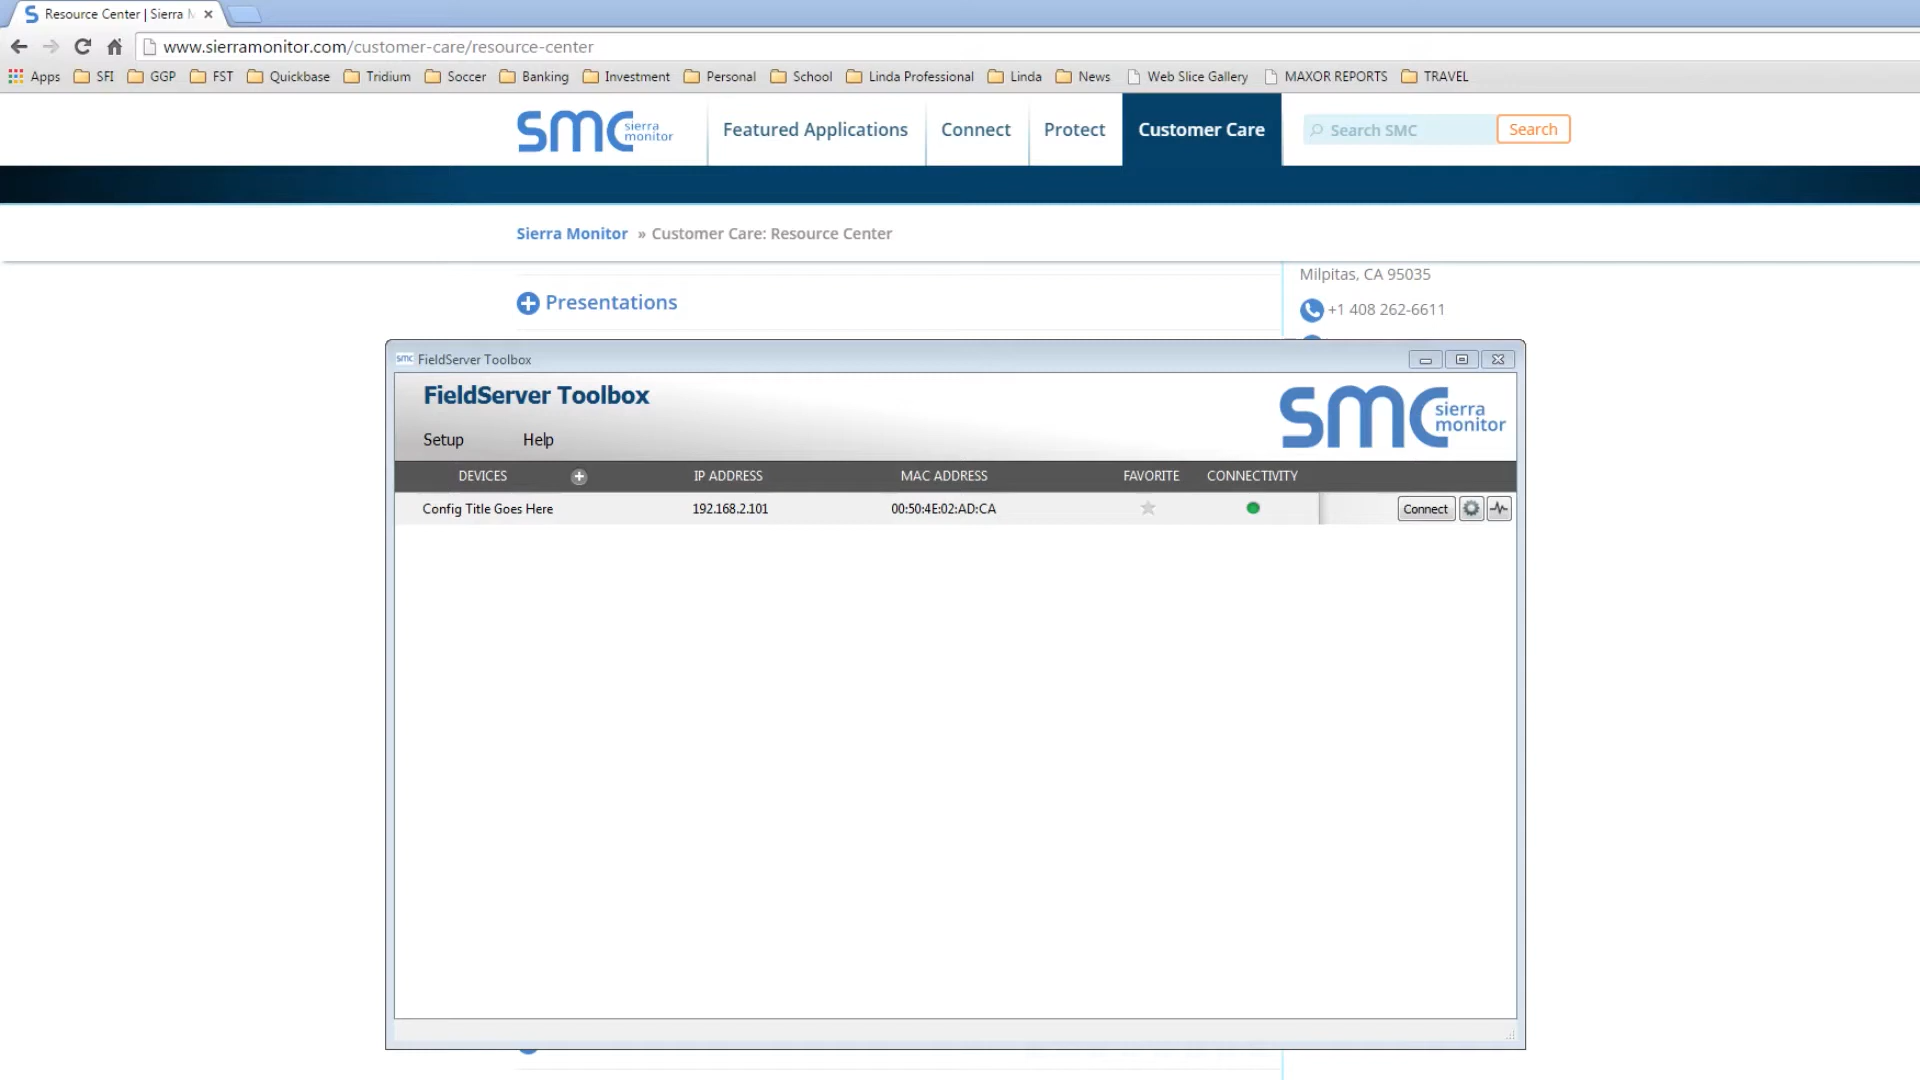 Resource Center | Sierra M
www.sierramonitor.com/customer-care/resource-center
Apps SFI GGP FST Quickbase Tridium Soccer Banking Investment Personal School Linda Professional Linda News Web Slice Gallery MAXOR REPORTS TRAVEL
smc sierra monitor Featured Applications Connect Protect Customer Care Search SMC Search
Sierra Monitor » Customer Care: Resource Center
Milpitas, CA 95035
Presentations
+1 408 262-6611
smc FieldServer Toolbox
FieldServer Toolbox
smc sierra monitor
Setup Help
DEVICES IP ADDRESS MAC ADDRESS FAVORITE CONNECTIVITY
Config Title Goes Here 192.168.2.101 00:50:4E:02:AD:CA Connect